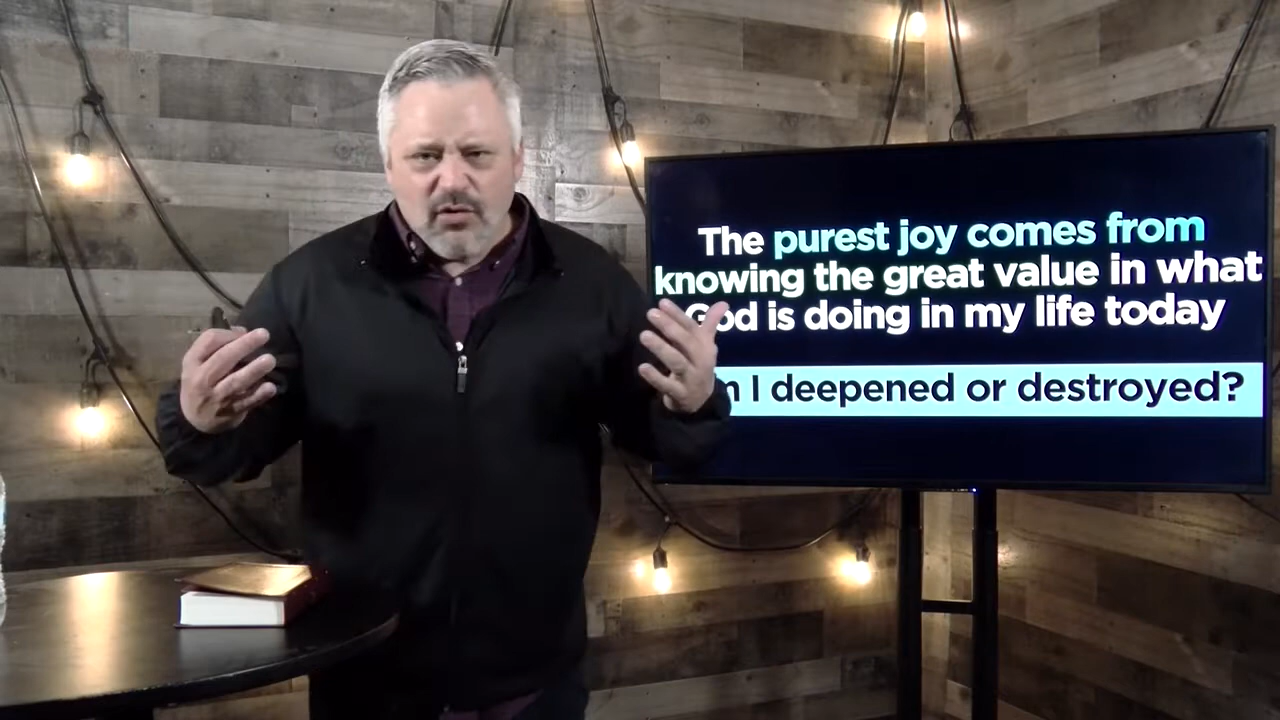 The purest joy comes from
knowing the great value in what
God is doing in my life today
I deepened or destroyed?